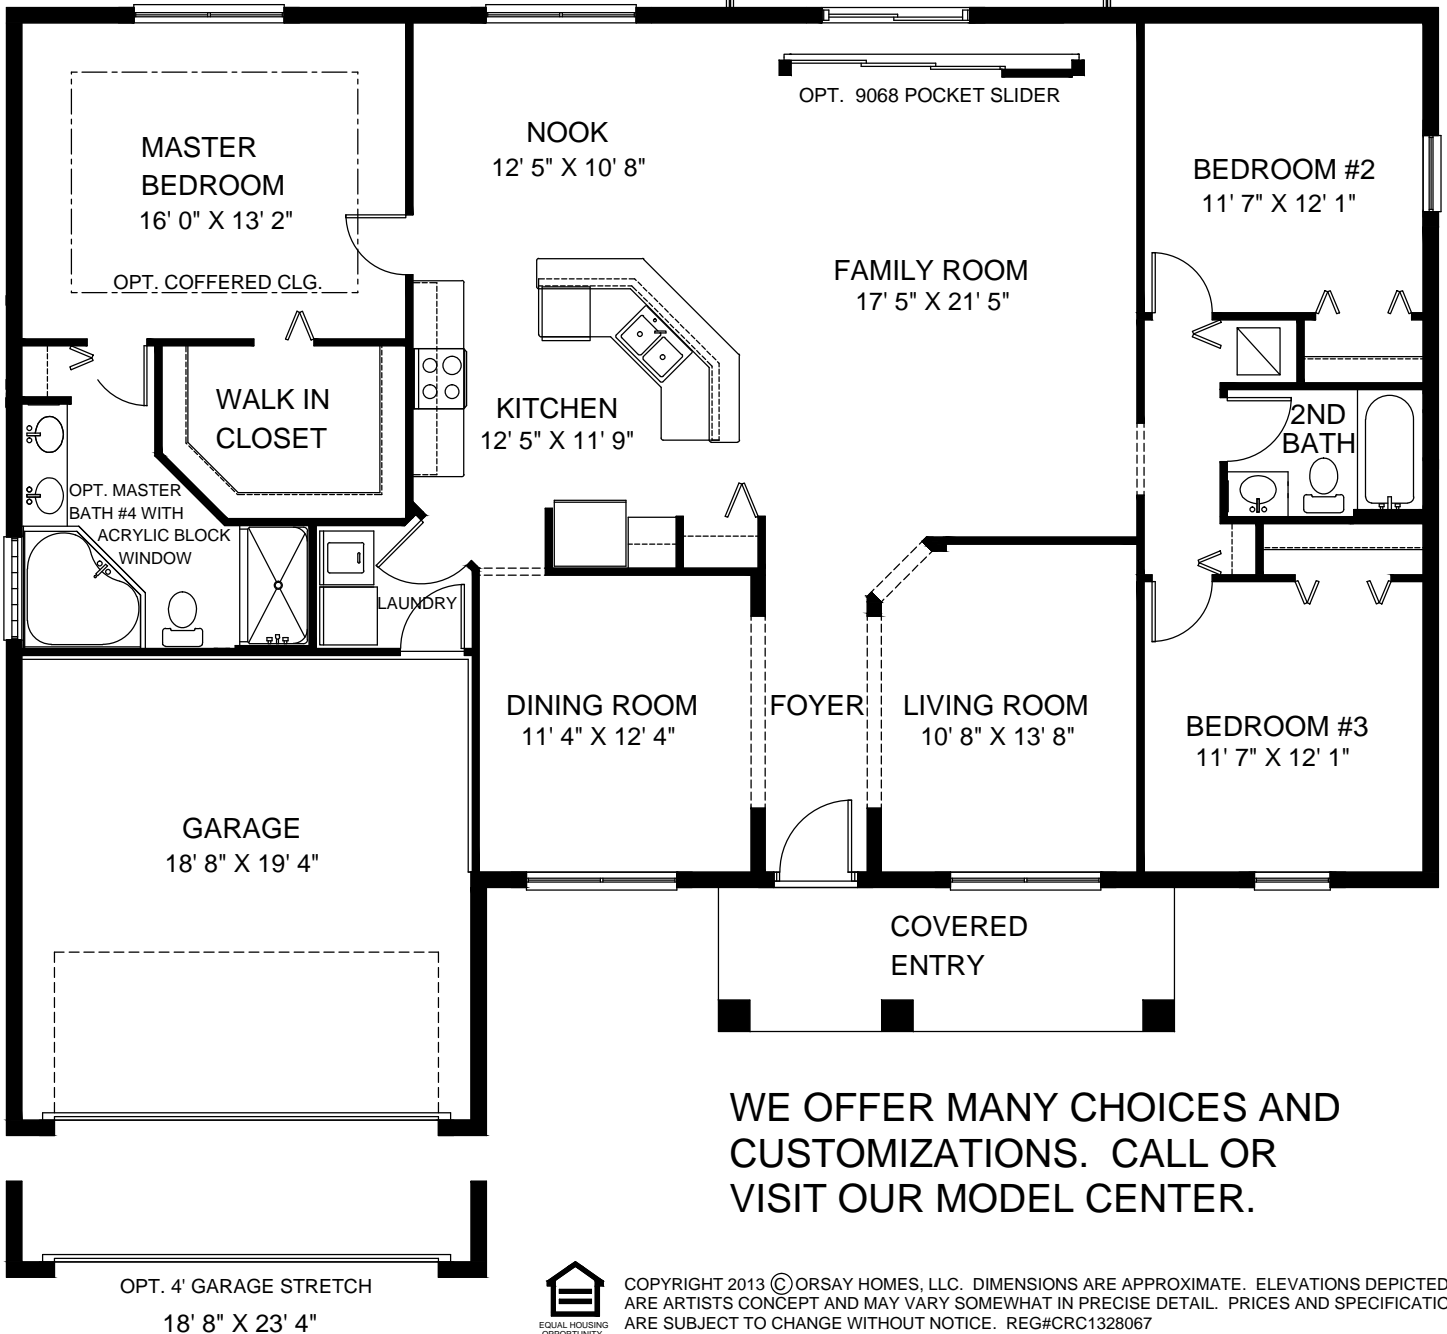 OPT. 9068 POCKET SLIDER
NOOK
12' 5" X 10' 8"
MASTER
BEDROOM
16' 0" X 13' 2"
OPT. COFFERED CLG.
BEDROOM #2
11' 7" X 12' 1"
FAMILY ROOM
17' 5" X 21' 5"
WALK IN
CLOSET
KITCHEN
12' 5" X 11' 9"
2ND
BATH
OPT. MASTER
BATH #4 WITH
ACRYLIC BLOCK
WINDOW
LAUNDRY
DINING ROOM
11' 4" X 12' 4"
FOYER
LIVING ROOM
10' 8" X 13' 8"
BEDROOM #3
11' 7" X 12' 1"
GARAGE
18' 8" X 19' 4"
COVERED
ENTRY
WE OFFER MANY CHOICES AND
CUSTOMIZATIONS. CALL OR
VISIT OUR MODEL CENTER.
OPT. 4' GARAGE STRETCH
18' 8" X 23' 4"
EQUAL HOUSING
OPPORTUNITY
COPYRIGHT 2013 © ORSAY HOMES, LLC. DIMENSIONS ARE APPROXIMATE. ELEVATIONS DEPICTED
ARE ARTISTS CONCEPT AND MAY VARY SOMEWHAT IN PRECISE DETAIL. PRICES AND SPECIFICATIO
ARE SUBJECT TO CHANGE WITHOUT NOTICE. REG#CRC1328067